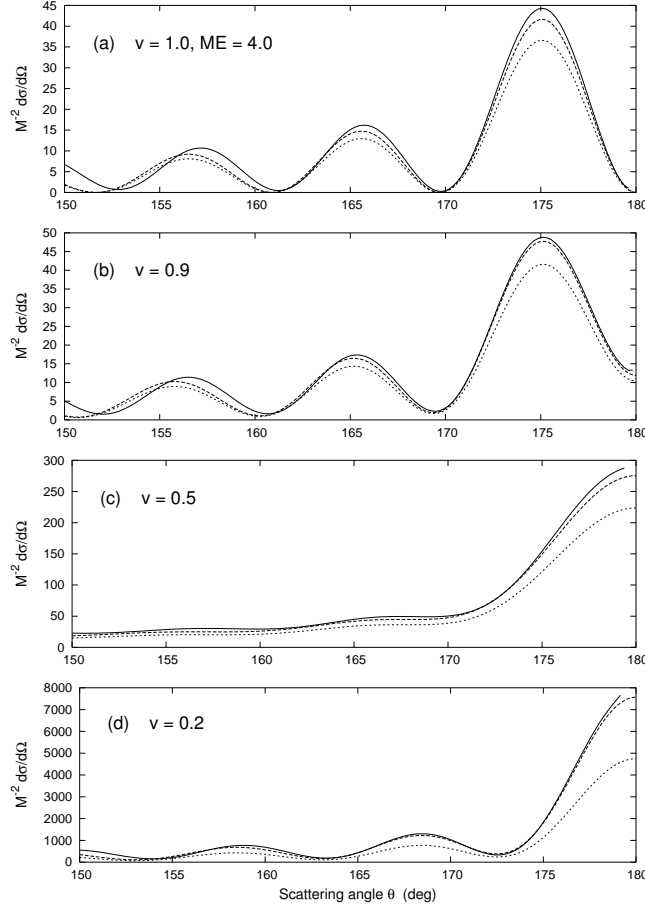 45
40
35
30
25
20
15
10
5
0
M⁻² dσ/dΩ
(a) v = 1.0, ME = 4.0
150 155 160 165 170 175 180
50
45
40
35
30
25
20
15
10
5
0
M⁻² dσ/dΩ
(b) v = 0.9
150 155 160 165 170 175 180
300
250
200
150
100
50
0
M⁻² dσ/dΩ
(c) v = 0.5
150 155 160 165 170 175 180
8000
7000
6000
5000
4000
3000
2000
1000
0
M⁻² dσ/dΩ
(d) v = 0.2
150 155 160 165 170 175 180
Scattering angle θ (deg)